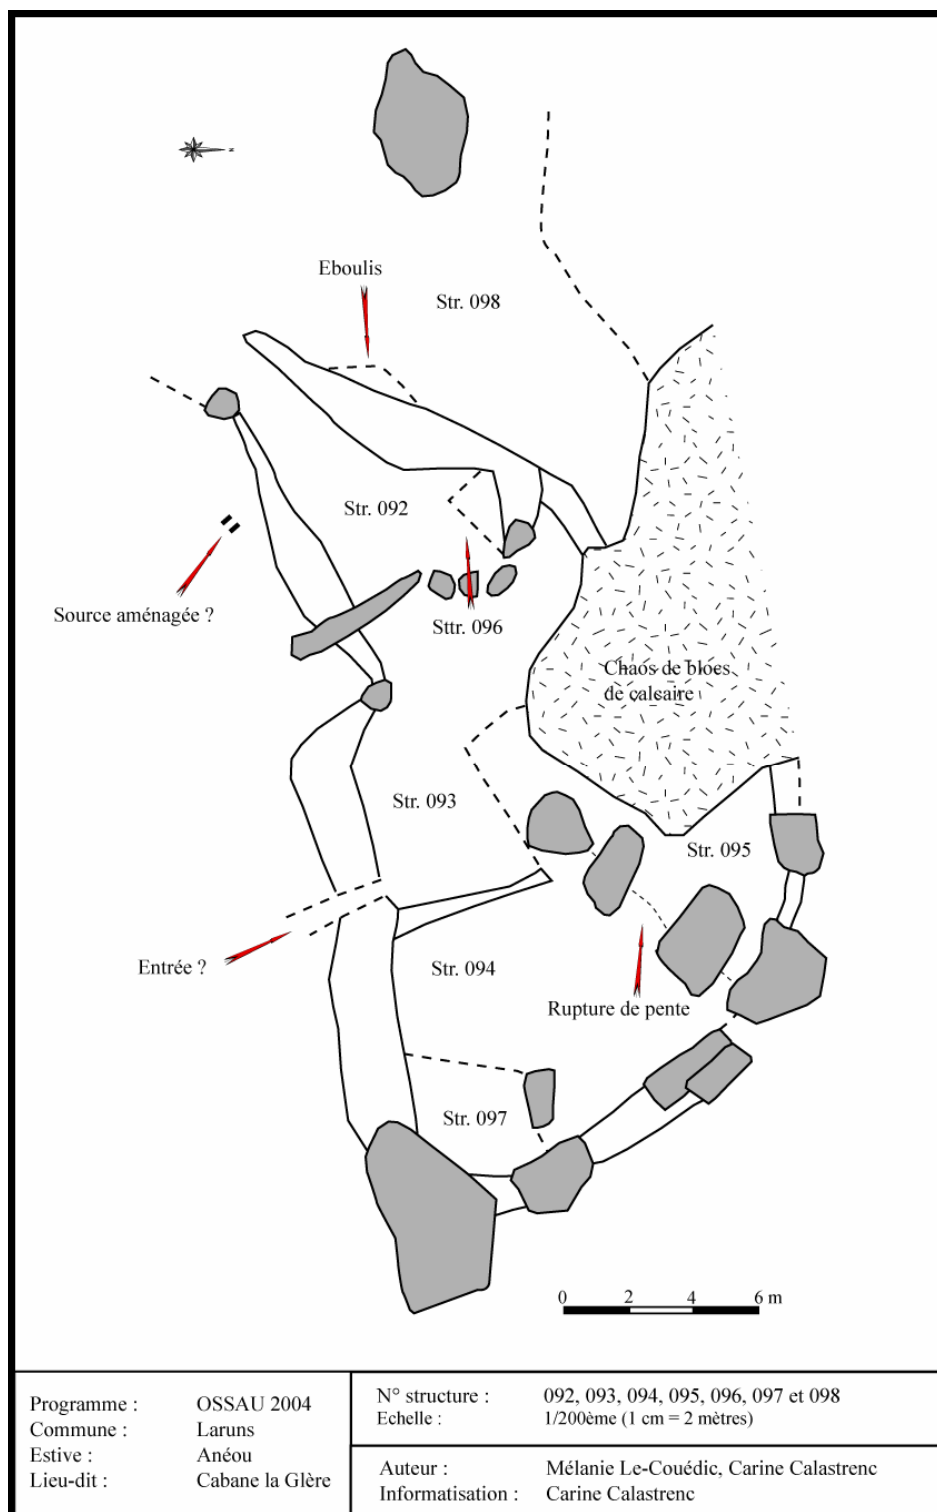 N
Eboulis
Str. 098
Str. 092
Source aménagée ?
Sttr. 096
Chaos de blocs
de calsaire
Str. 093
Str. 095
Entrée ?
Str. 094
Rupture de pente
Str. 097
0 2 4 6 m
Programme : OSSAU 2004
Commune : Laruns
Estive : Anéou
Lieu-dit : Cabane la Glère
N° structure : 092, 093, 094, 095, 096, 097 et 098
Echelle : 1/200ème (1 cm = 2 mètres)
Auteur : Mélanie Le-Couédic, Carine Calastrenc
Informatisation : Carine Calastrenc